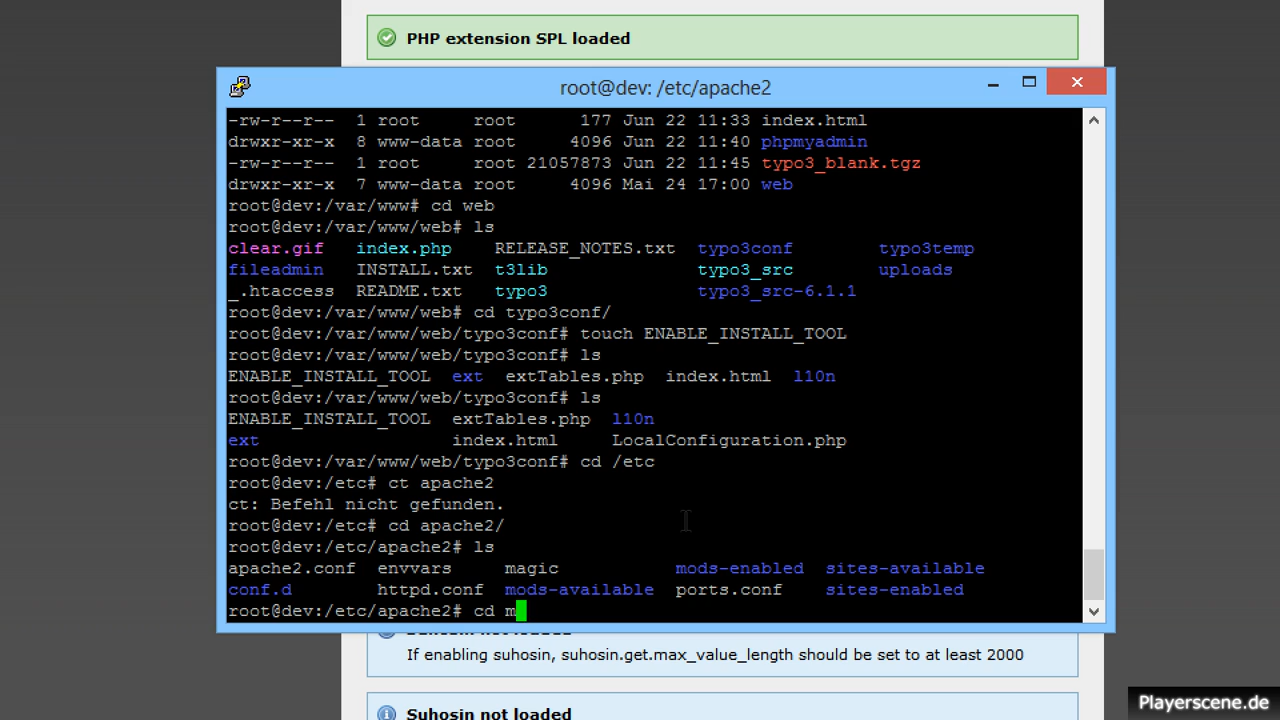 PHP extension SPL loaded
root@dev: /etc/apache2
-rw-r--r-- 1 root root 177 Jun 22 11:33 index.html
drwxr-xr-x 8 www-data root 4096 Jun 22 11:40 phpmyadmin
-rw-r--r-- 1 root root 21057873 Jun 22 11:45 typo3_blank.tgz
drwxr-xr-x 7 www-data root 4096 Mai 24 17:00 web
root@dev:/var/www# cd web
root@dev:/var/www/web# ls
clear.gif index.php RELEASE_NOTES.txt typo3conf typo3temp
fileadmin INSTALL.txt t3lib typo3_src uploads
_.htaccess README.txt typo3 typo3_src-6.1.1
root@dev:/var/www/web# cd typo3conf/
root@dev:/var/www/web/typo3conf# touch ENABLE_INSTALL_TOOL
root@dev:/var/www/web/typo3conf# ls
ENABLE_INSTALL_TOOL ext extTables.php index.html l10n
root@dev:/var/www/web/typo3conf# ls
ENABLE_INSTALL_TOOL extTables.php l10n
ext index.html LocalConfiguration.php
root@dev:/var/www/web/typo3conf# cd /etc
root@dev:/etc# ct apache2
ct: Befehl nicht gefunden.
root@dev:/etc# cd apache2/
root@dev:/etc/apache2# ls
apache2.conf envvars magic mods-enabled sites-available
conf.d httpd.conf mods-available ports.conf sites-enabled
root@dev:/etc/apache2# cd m
Suhosin not loaded
If enabling suhosin, suhosin.get.max_value_length should be set to at least 2000
Suhosin not loaded
Playerscene.de